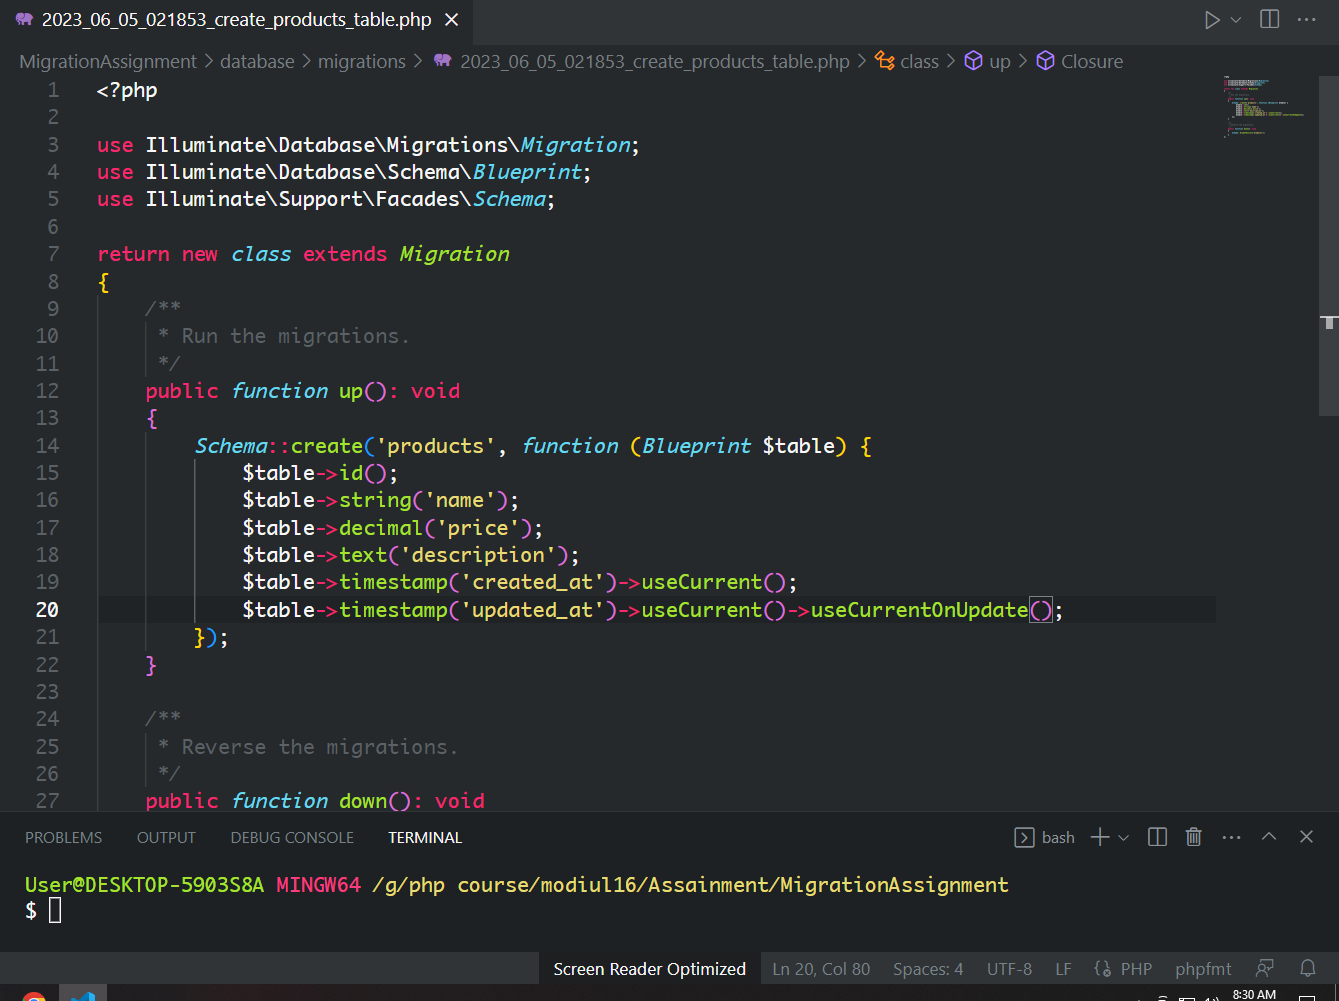 2023_06_05_021853_create_products_table.php
MigrationAssignment > database > migrations > 2023_06_05_021853_create_products_table.php > class > up > Closure
1 <?php
2
3 use Illuminate\Database\Migrations\Migration;
4 use Illuminate\Database\Schema\Blueprint;
5 use Illuminate\Support\Facades\Schema;
6
7 return new class extends Migration
8 {
9 /**
10 * Run the migrations.
11 */
12 public function up(): void
13 {
14 Schema::create('products', function (Blueprint $table) {
15 $table->id();
16 $table->string('name');
17 $table->decimal('price');
18 $table->text('description');
19 $table->timestamp('created_at')->useCurrent();
20 $table->timestamp('updated_at')->useCurrent()->useCurrentOnUpdate();
21 });
22 }
23
24 /**
25 * Reverse the migrations.
26 */
27 public function down(): void
PROBLEMS OUTPUT DEBUG CONSOLE TERMINAL bash
User@DESKTOP-5903S8A MINGW64 /g/php course/modiul16/Assainment/MigrationAssignment
$
Screen Reader Optimized Ln 20, Col 80 Spaces: 4 UTF-8 LF PHP phpfmt
8:30 AM